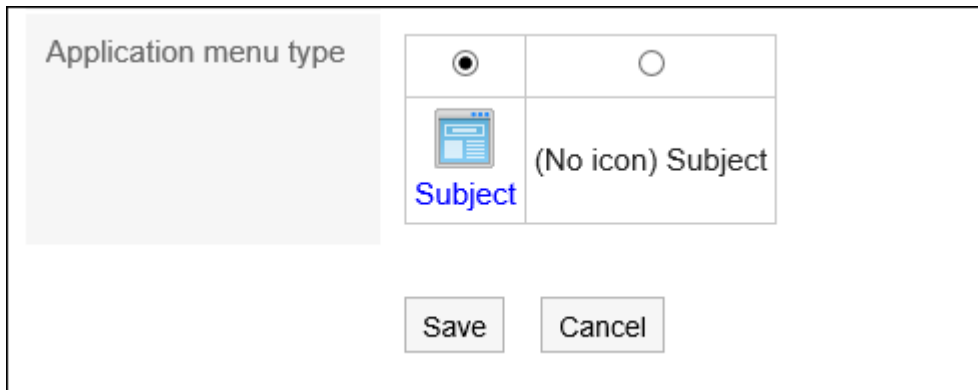 Application menu type
Subject
(No icon) Subject
Save
Cancel